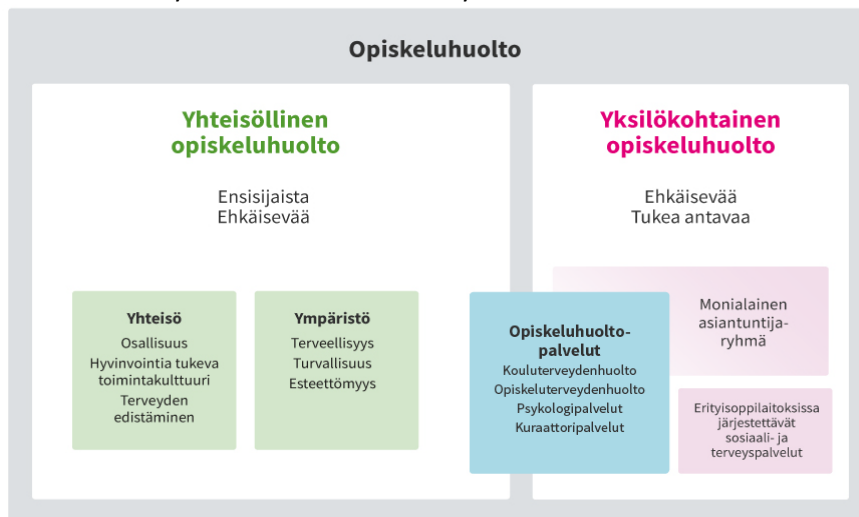 Opiskeluhuolto
Yhteisöllinen
opiskeluhuolto
Ensisijaista
Ehkäisevää
Yhteisö
Osallisuus
Hyvinvointia tukeva
toimintakulttuuri
Terveyden
edistäminen
Ympäristö
Terveellisyys
Turvallisuus
Esteettömyys
Opiskeluhuolto-
palvelut
Kouluterveydenhuolto
Opiskeluterveydenhuolto
Psykologipalvelut
Kuraattoripalvelut
Yksilökohtainen
opiskeluhuolto
Ehkäisevää
Tukea antavaa
Monialainen
asiantuntija-
ryhmä
Erityisoppilaitoksissa
järjestettävät
sosiaali- ja
terveyspalvelut